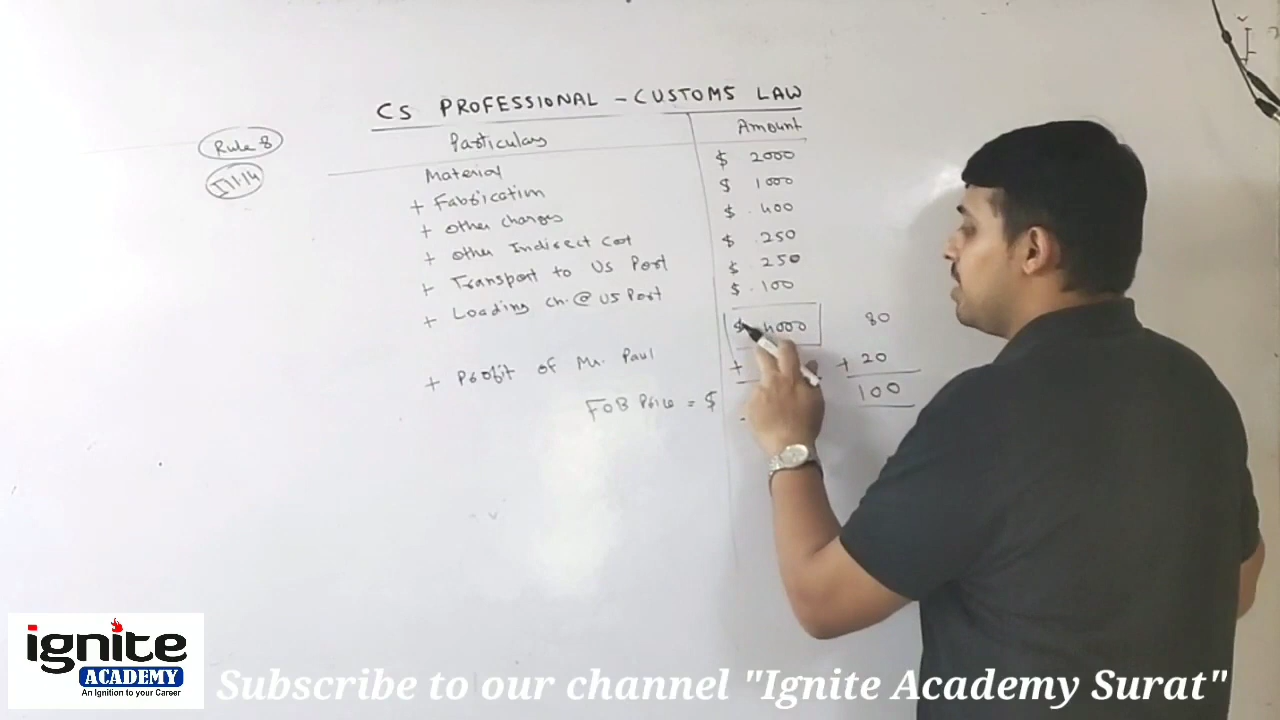 CS PROFESSIONAL - CUSTOMS LAW
Particulars Amount
Rule 8
Material $ 2000
+ Fabrication $ 1000
+ other charges $ 400
+ other Indirect Cost $ 250
+ Transport to US Port $ 250
+ Loading Ch. @ US Port $ 100
$ 4000 80
+ Profit of Mr. Paul + + 20
FOB Price = $ 100
ignite
ACADEMY
An Ignition to your Career
Subscribe to our channel "Ignite Academy Surat"